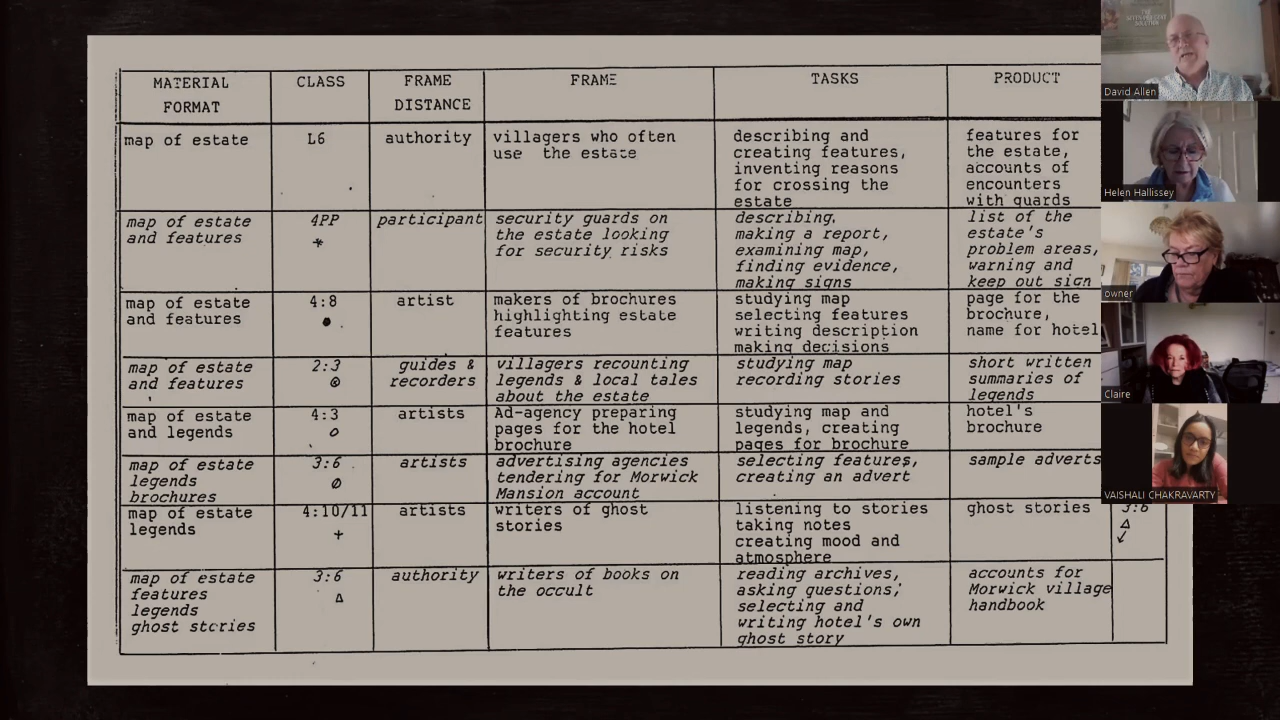 MATERIAL FORMAT
CLASS
FRAME DISTANCE
FRAME
TASKS
PRODUCT
map of estate
L6
authority
villagers who often
use the estate
describing and
creating features,
inventing reasons
for crossing the
estate
features for
the estate,
accounts of
encounters
with guards
map of estate
and features
4PP
participant
security guards on
the estate looking
for security risks
describing,
making a report,
examining map,
finding evidence,
making signs
list of the
estate's
problem areas,
warning and
keep out sign
map of estate
and features
4:8
artist
makers of brochures
highlighting estate
features
studying map
selecting features
writing description
making decisions
page for the
brochure,
name for hotel
map of estate
and features
2:3
guides &
recorders
villagers recounting
legends & local tales
about the estate
studying map
recording stories
short written
summaries of
legends
map of estate
and legends
4:3
artists
Ad-agency preparing
pages for the hotel
brochure
studying map and
legends, creating
pages for brochure
hotel's
brochure
map of estate
legends
brochures
3:6
artists
advertising agencies
tendering for Morwick
Mansion account
selecting features,
creating an advert
sample adverts
map of estate
legends
4:10/11
artists
writers of ghost
stories
listening to stories
taking notes
creating mood and
atmosphere
ghost stories
3:6
map of estate
features
legends
ghost stories
3:6
authority
writers of books on
the occult
reading archives,
asking questions,
selecting and
writing hotel's own
ghost story
accounts for
Morwick village
handbook
David Allen
Helen Hallissey
owner
Claire
VAISHALI CHAKRAVARTY